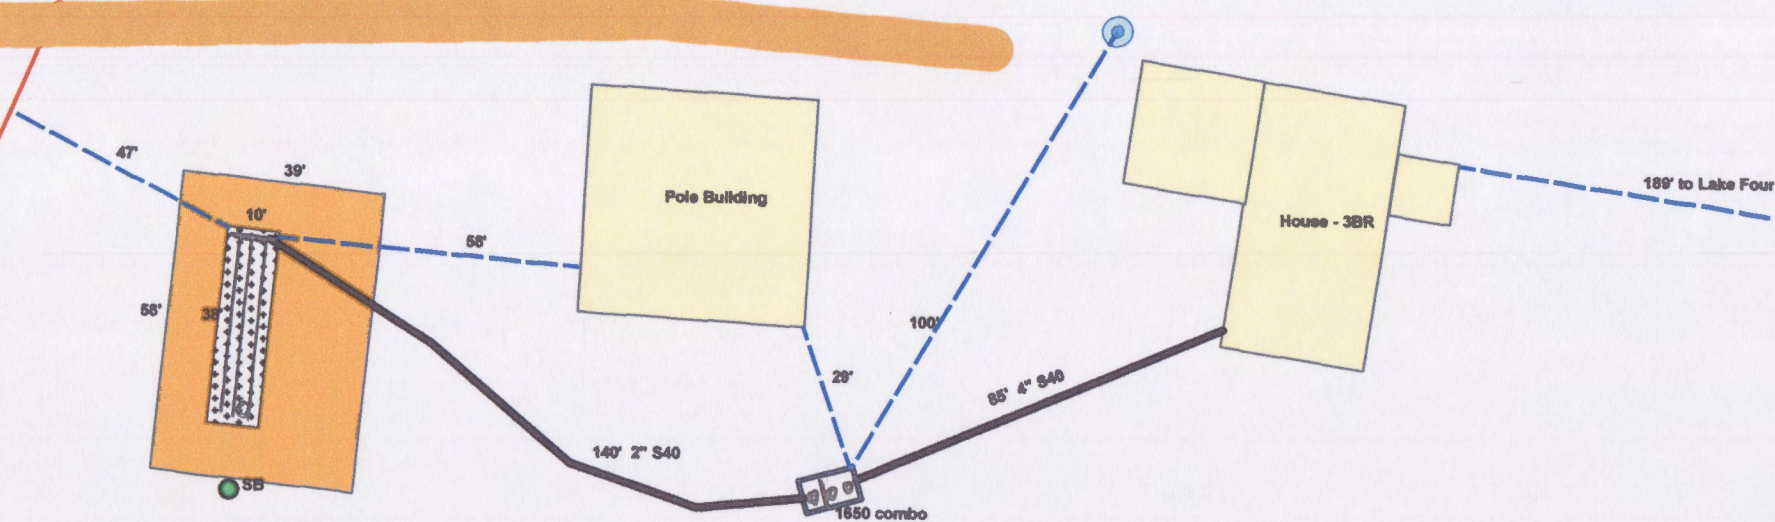 47'
39'
10'
58'
38'
SB
58'
Pole Building
29'
100'
140' 2" S40
1650 combo
85' 4" S40
House - 3BR
189' to Lake Four